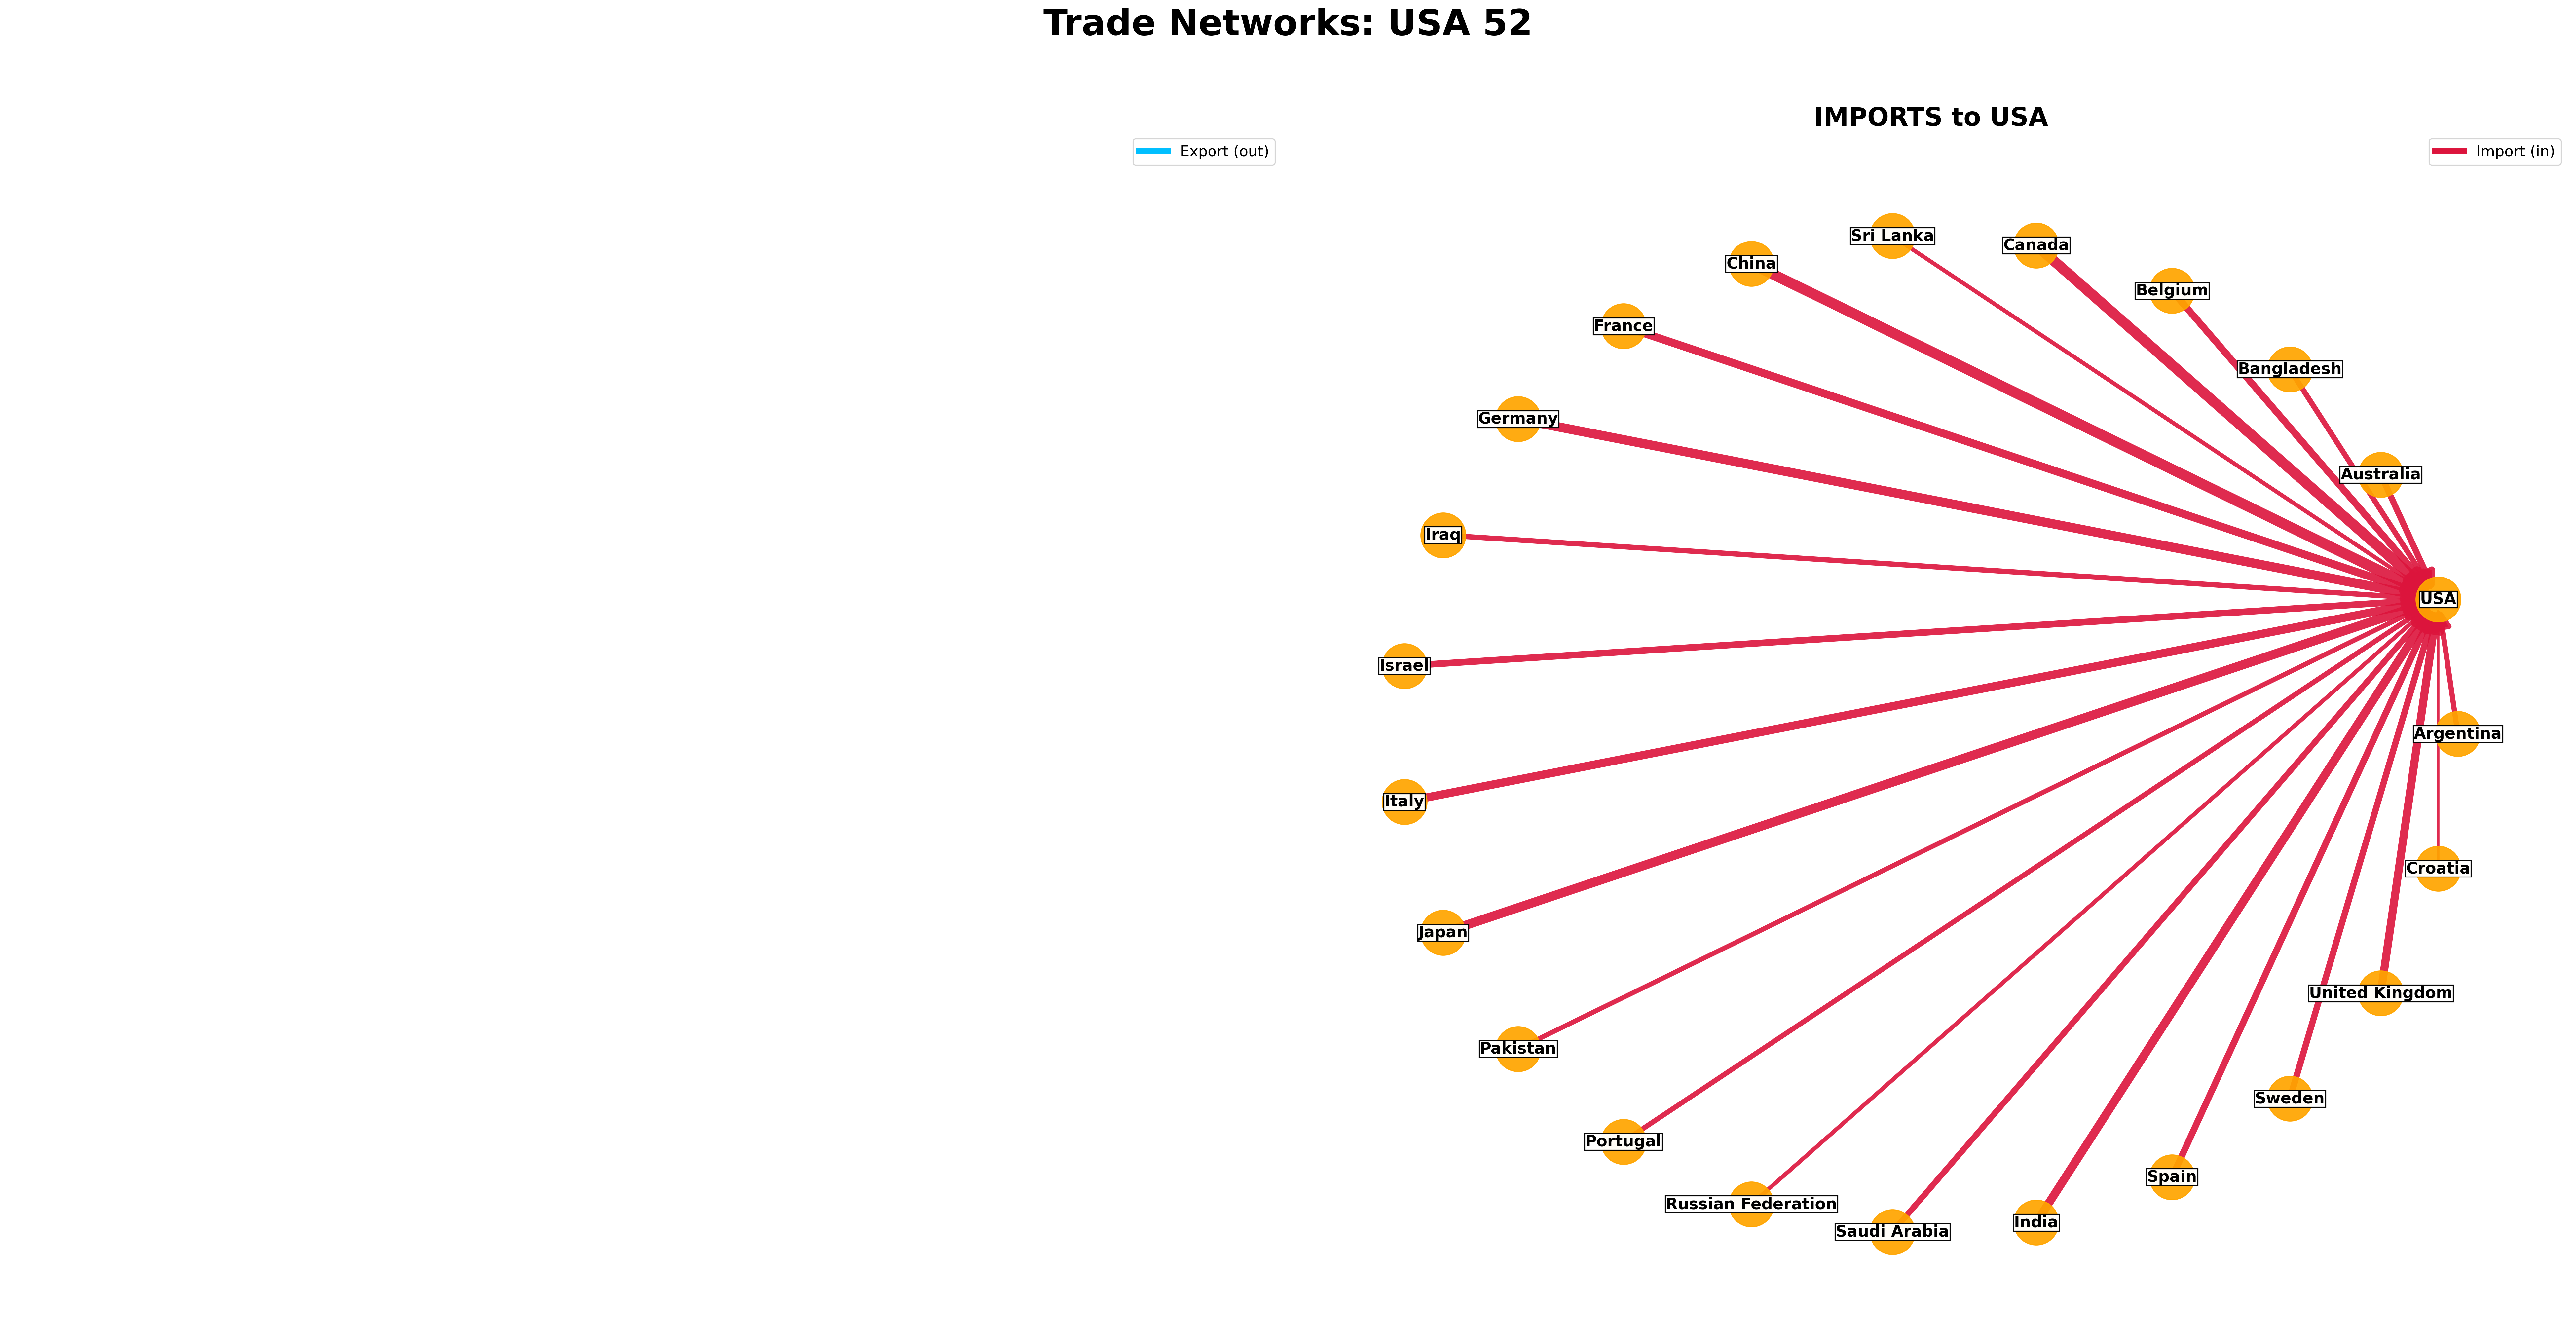 Trade Networks: USA 52
IMPORTS to USA
Export (out)
Import (in)
Sri Lanka
Canada
China
Belgium
France
Bangladesh
Germany
Australia
Iraq
USA
Israel
Argentina
Italy
Croatia
Japan
United Kingdom
Pakistan
Sweden
Portugal
Spain
Russian Federation
India
Saudi Arabia